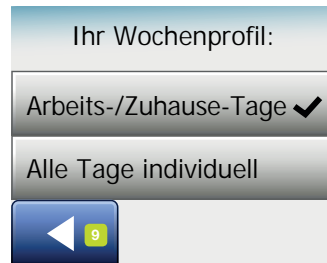 Ihr Wochenprofil:
Arbeits-/Zuhause-Tage
Alle Tage individuell
9